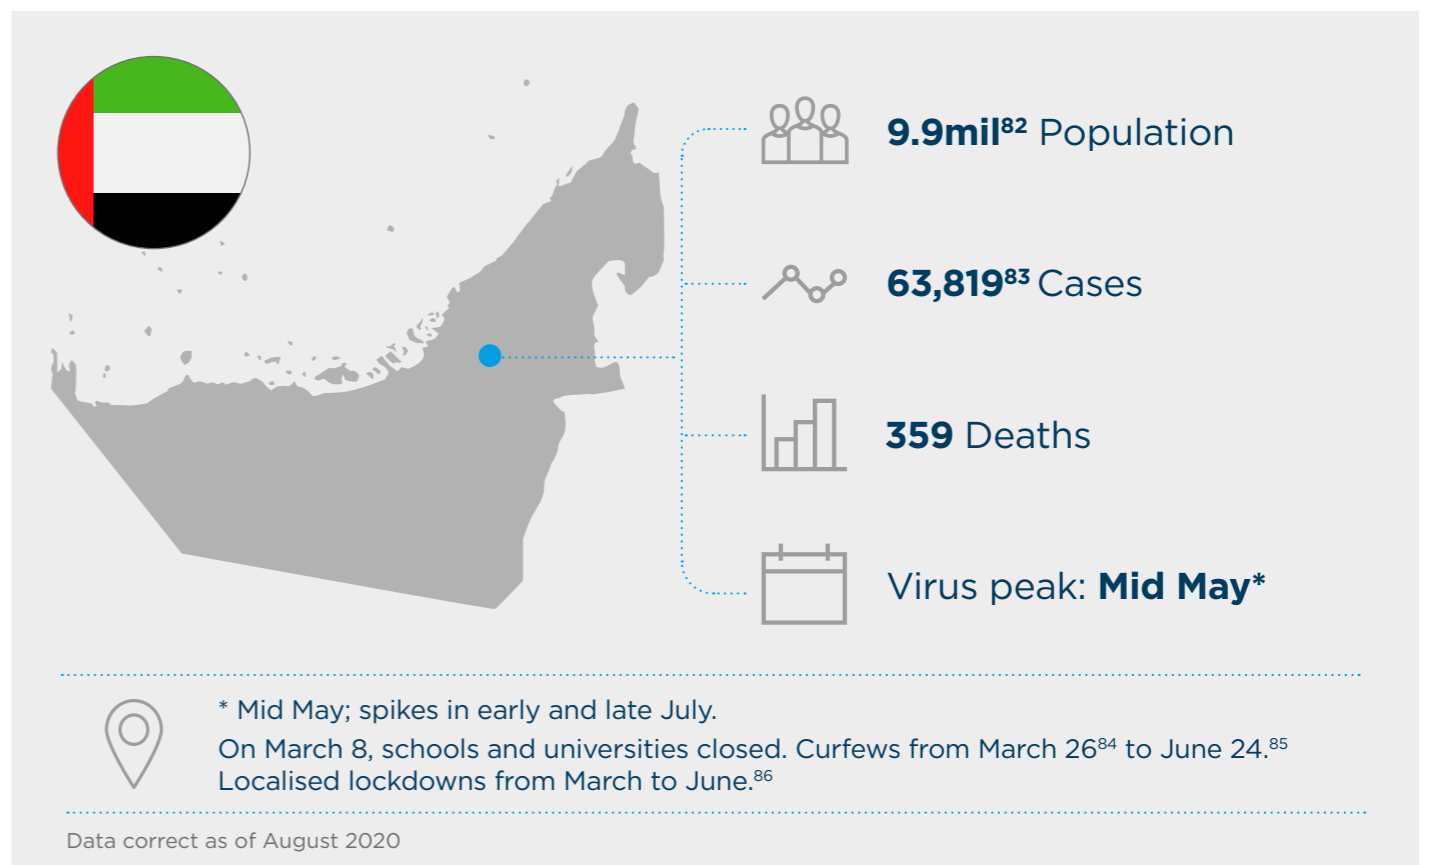 9.9mil⁸² Population
63,819⁸³ Cases
359 Deaths
Virus peak: Mid May*
* Mid May; spikes in early and late July.
On March 8, schools and universities closed. Curfews from March 26⁸⁴ to June 24.⁸⁵
Localised lockdowns from March to June.⁸⁶
Data correct as of August 2020